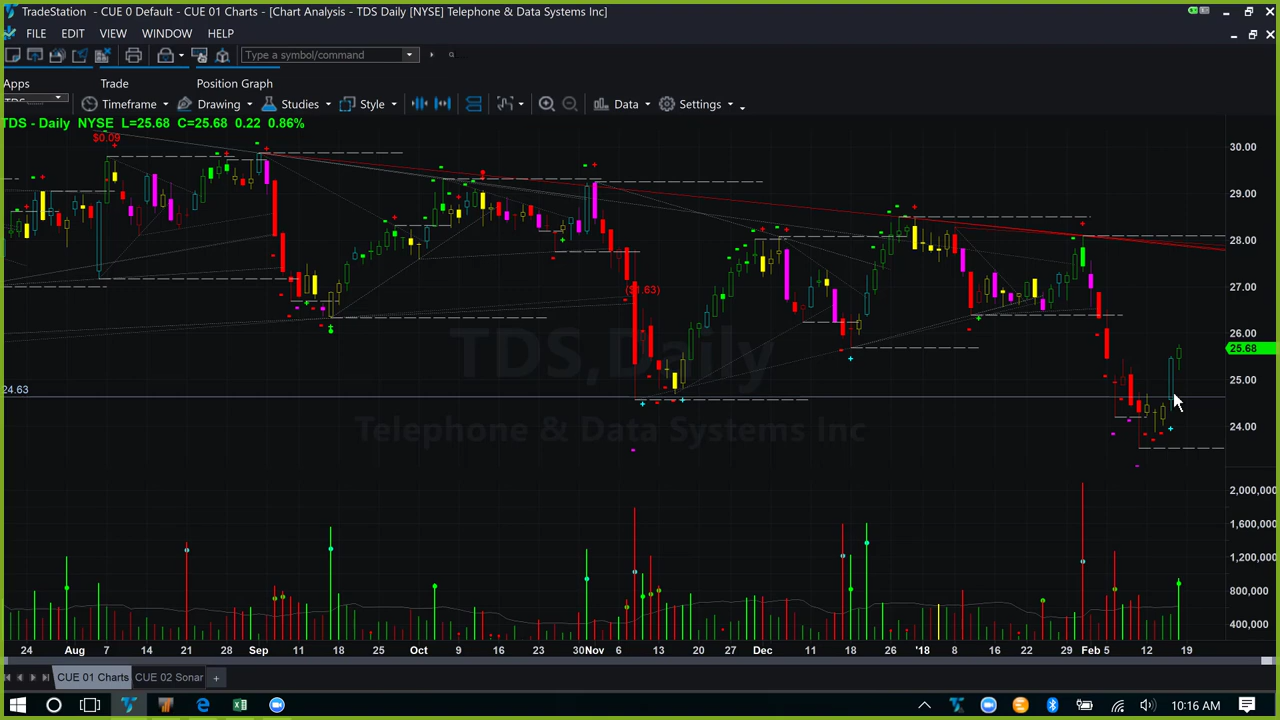 TradeStation - CUE 0 Default - CUE 01 Charts - [Chart Analysis - TDS Daily [NYSE] Telephone & Data Systems Inc]
FILE EDIT VIEW WINDOW HELP
Type a symbol/command
Apps Trade Position Graph
Timeframe Drawing Studies Style Data Settings
TDS - Daily NYSE L=25.68 C=25.68 0.22 0.86%
$0.09
30.00
29.00
28.00
27.00
($1.63)
26.00
25.68
25.00
24.63
24.00
TDS,Daily
Telephone & Data Systems Inc
2,000,000
1,600,000
1,200,000
800,000
400,000
24 Aug 7 14 21 28 Sep 11 18 25 Oct 9 16 23 30 Nov 6 13 20 27 Dec 11 18 26 '18 8 16 22 29 Feb 5 12 19
CUE 01 Charts CUE 02 Sonar +
10:16 AM